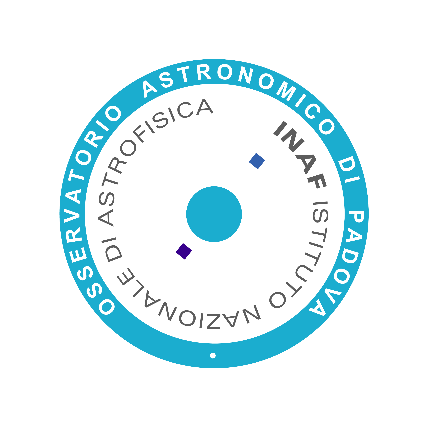 OSSERVATORIO ASTRONOMICO DI PADOVA
INAF ISTITUTO NAZIONALE DI ASTROFISICA